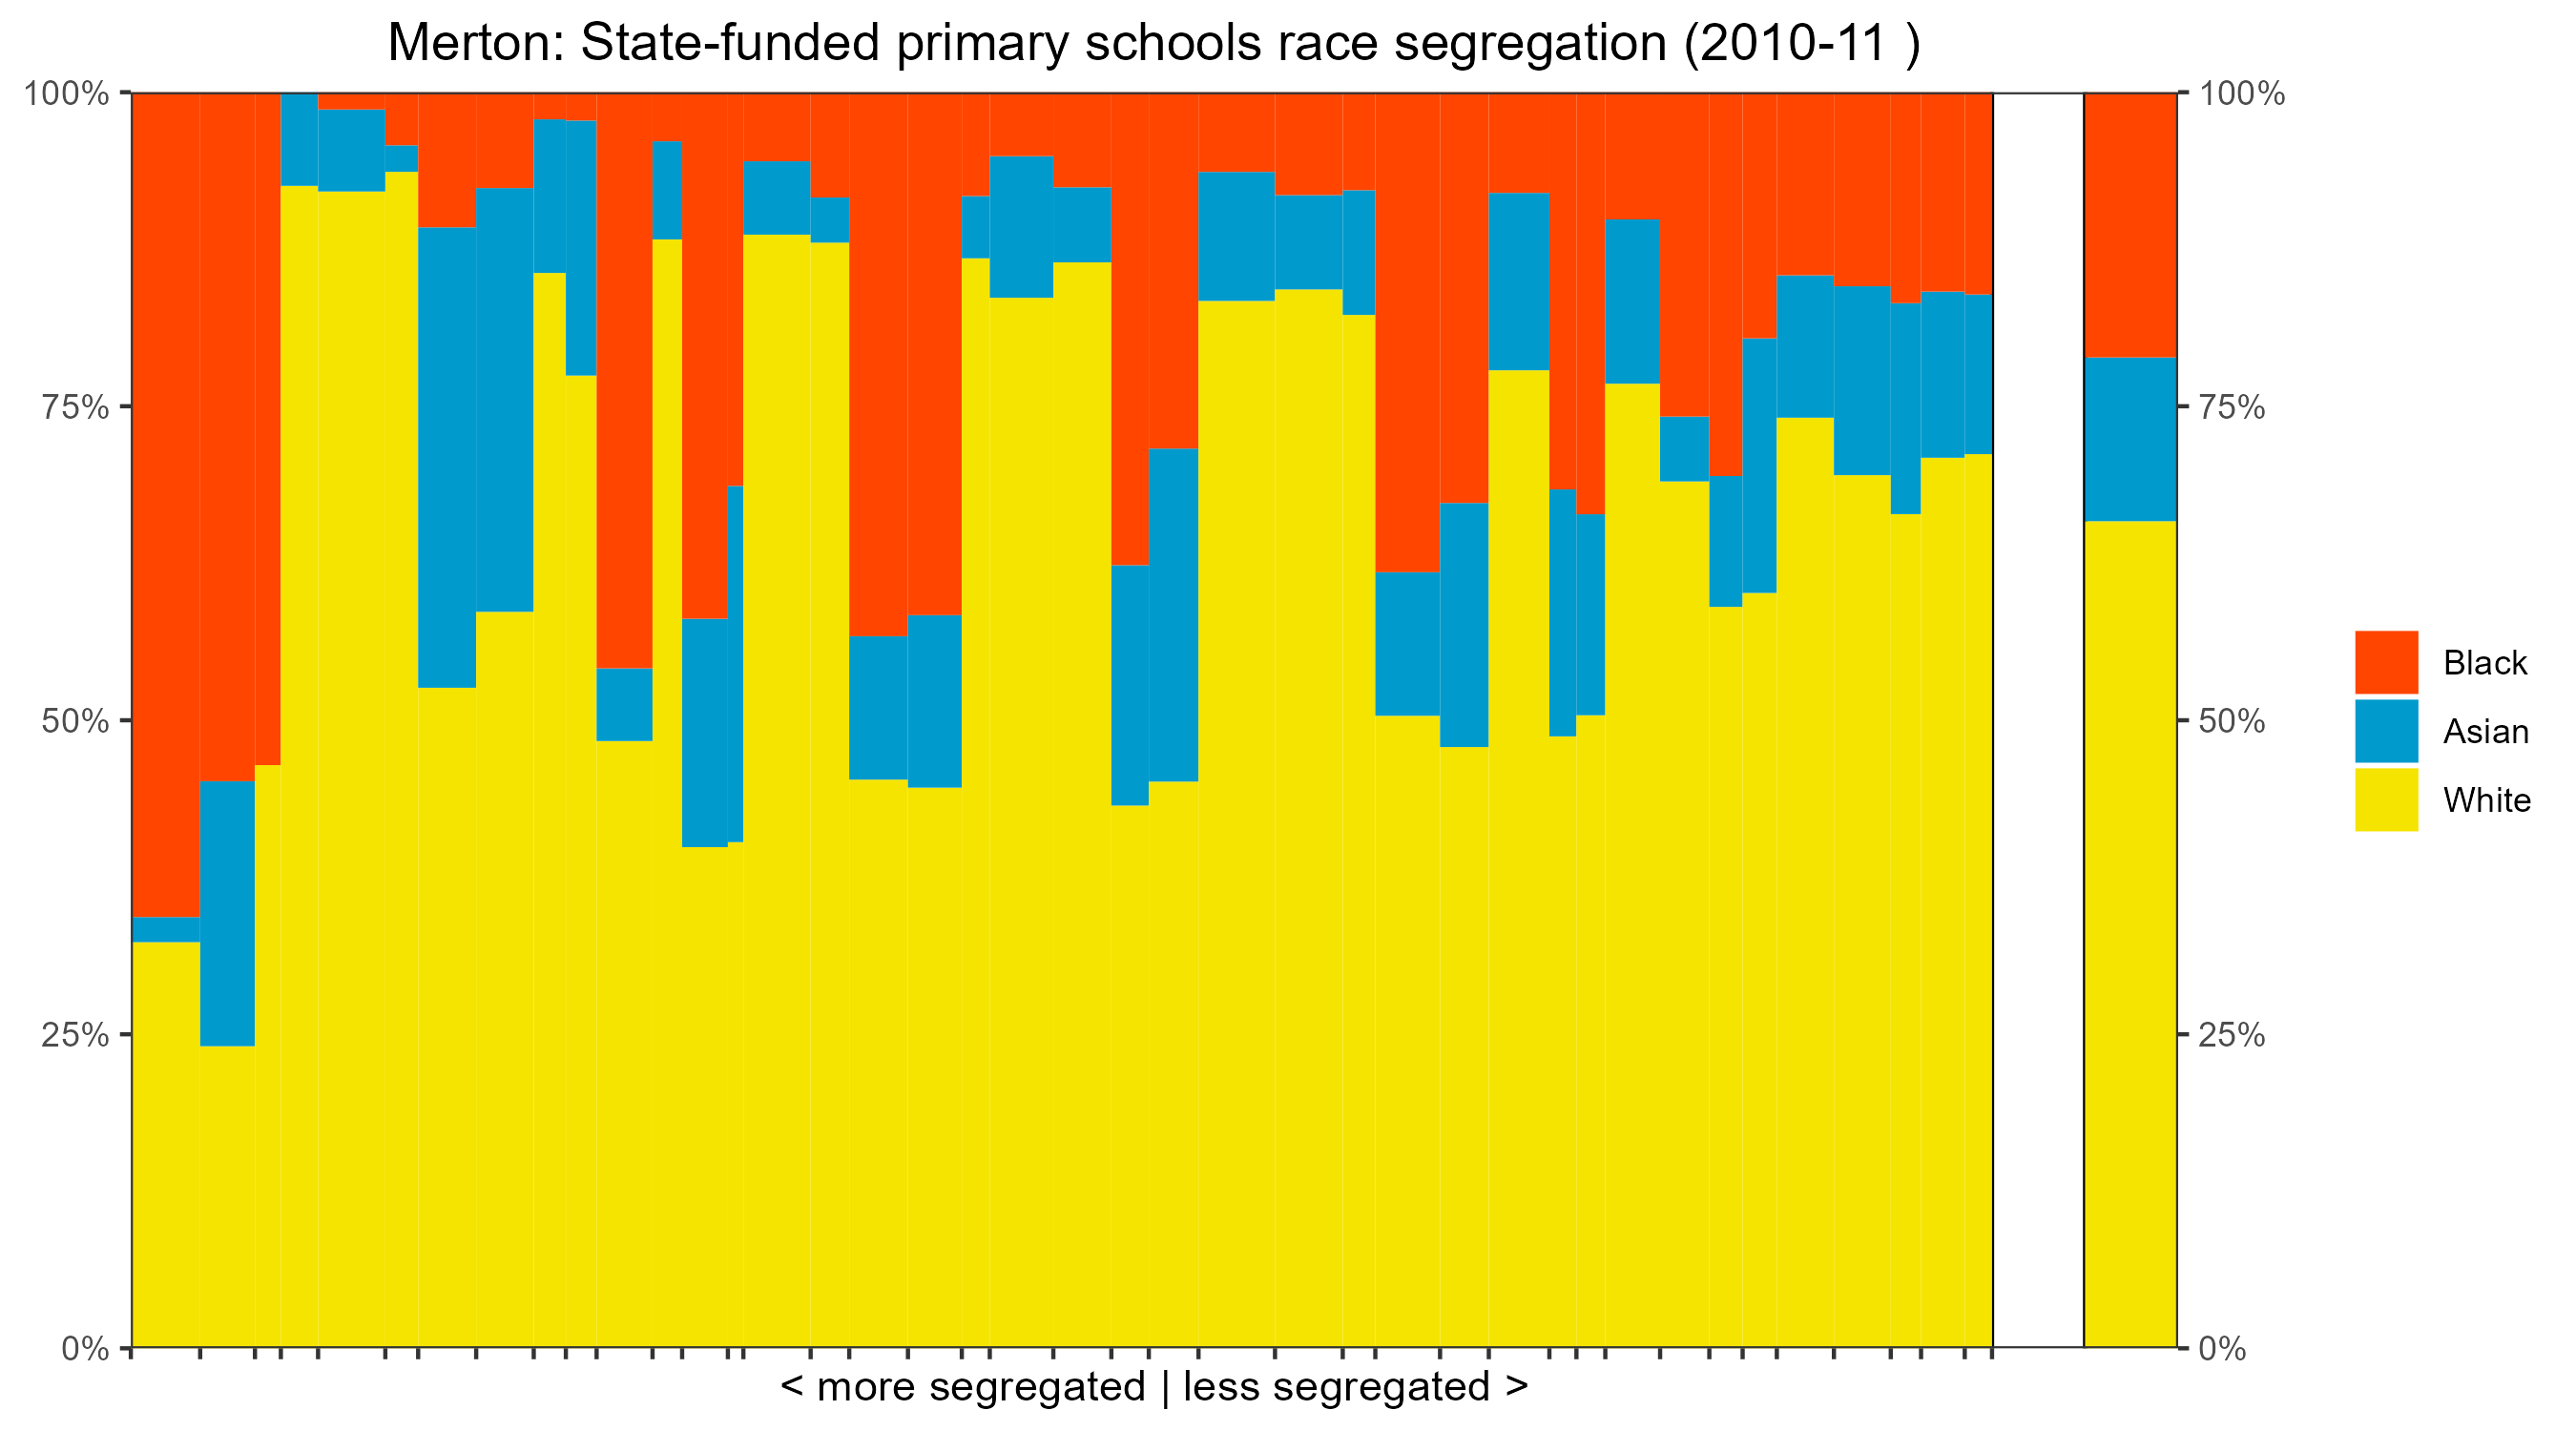 Merton: State-funded primary schools race segregation (2010-11 )
100%
75%
50%
25%
0%
100%
75%
50%
25%
0%
Black
Asian
White
< more segregated | less segregated >